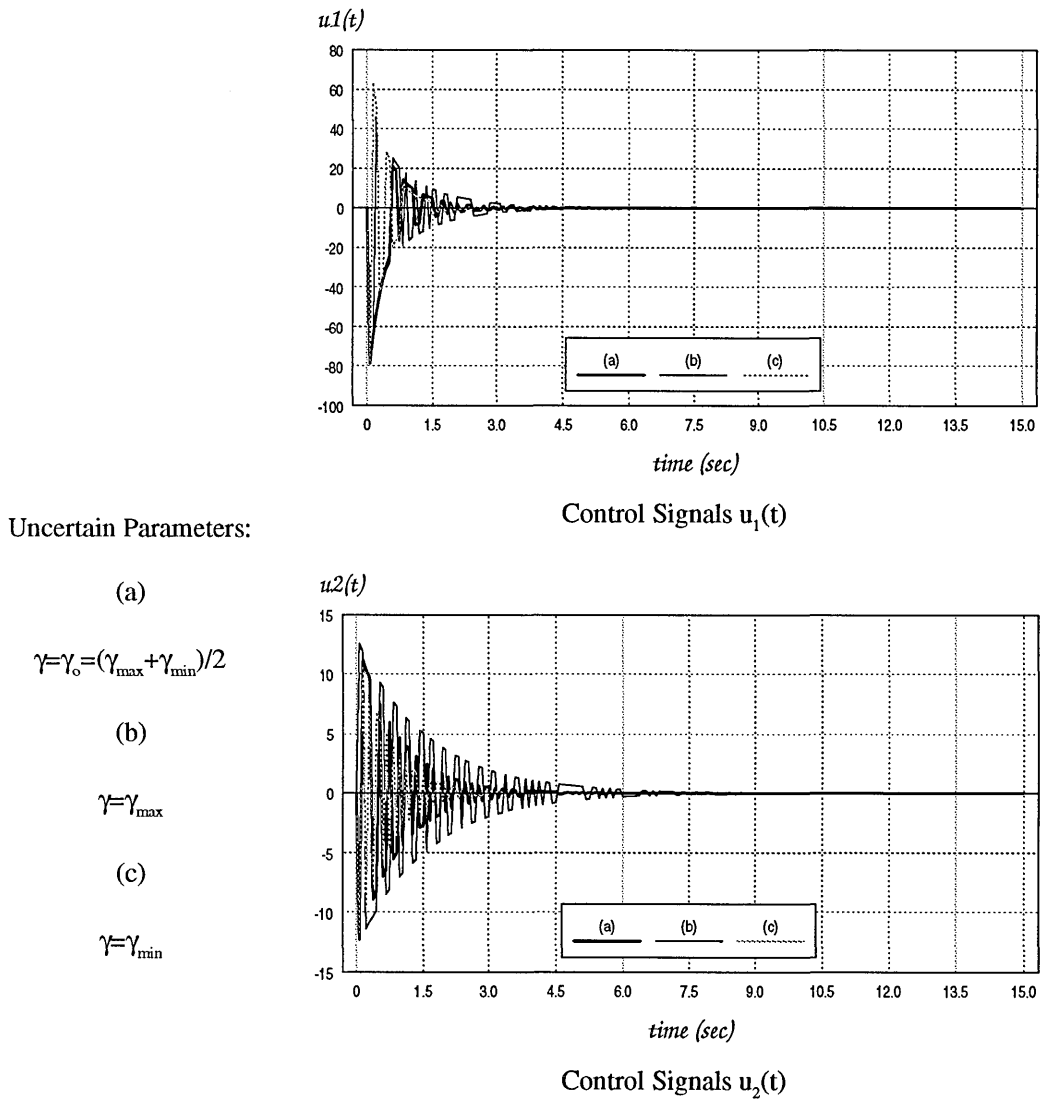 u1(t)
80
60
40
20
0
-20
-40
-60
-80
-100
(a) (b) (c)
0 1.5 3.0 4.5 6.0 7.5 9.0 10.5 12.0 13.5 15.0
time (sec)
Control Signals u₁(t)
Uncertain Parameters:
(a)
γ=γₒ=(γmax+γmin)/2
(b)
γ=γmax
(c)
γ=γmin
u2(t)
15
10
5
0
-5
-10
-15
(a) (b) (c)
0 1.5 3.0 4.5 6.0 7.5 9.0 10.5 12.0 13.5 15.0
time (sec)
Control Signals u₂(t)